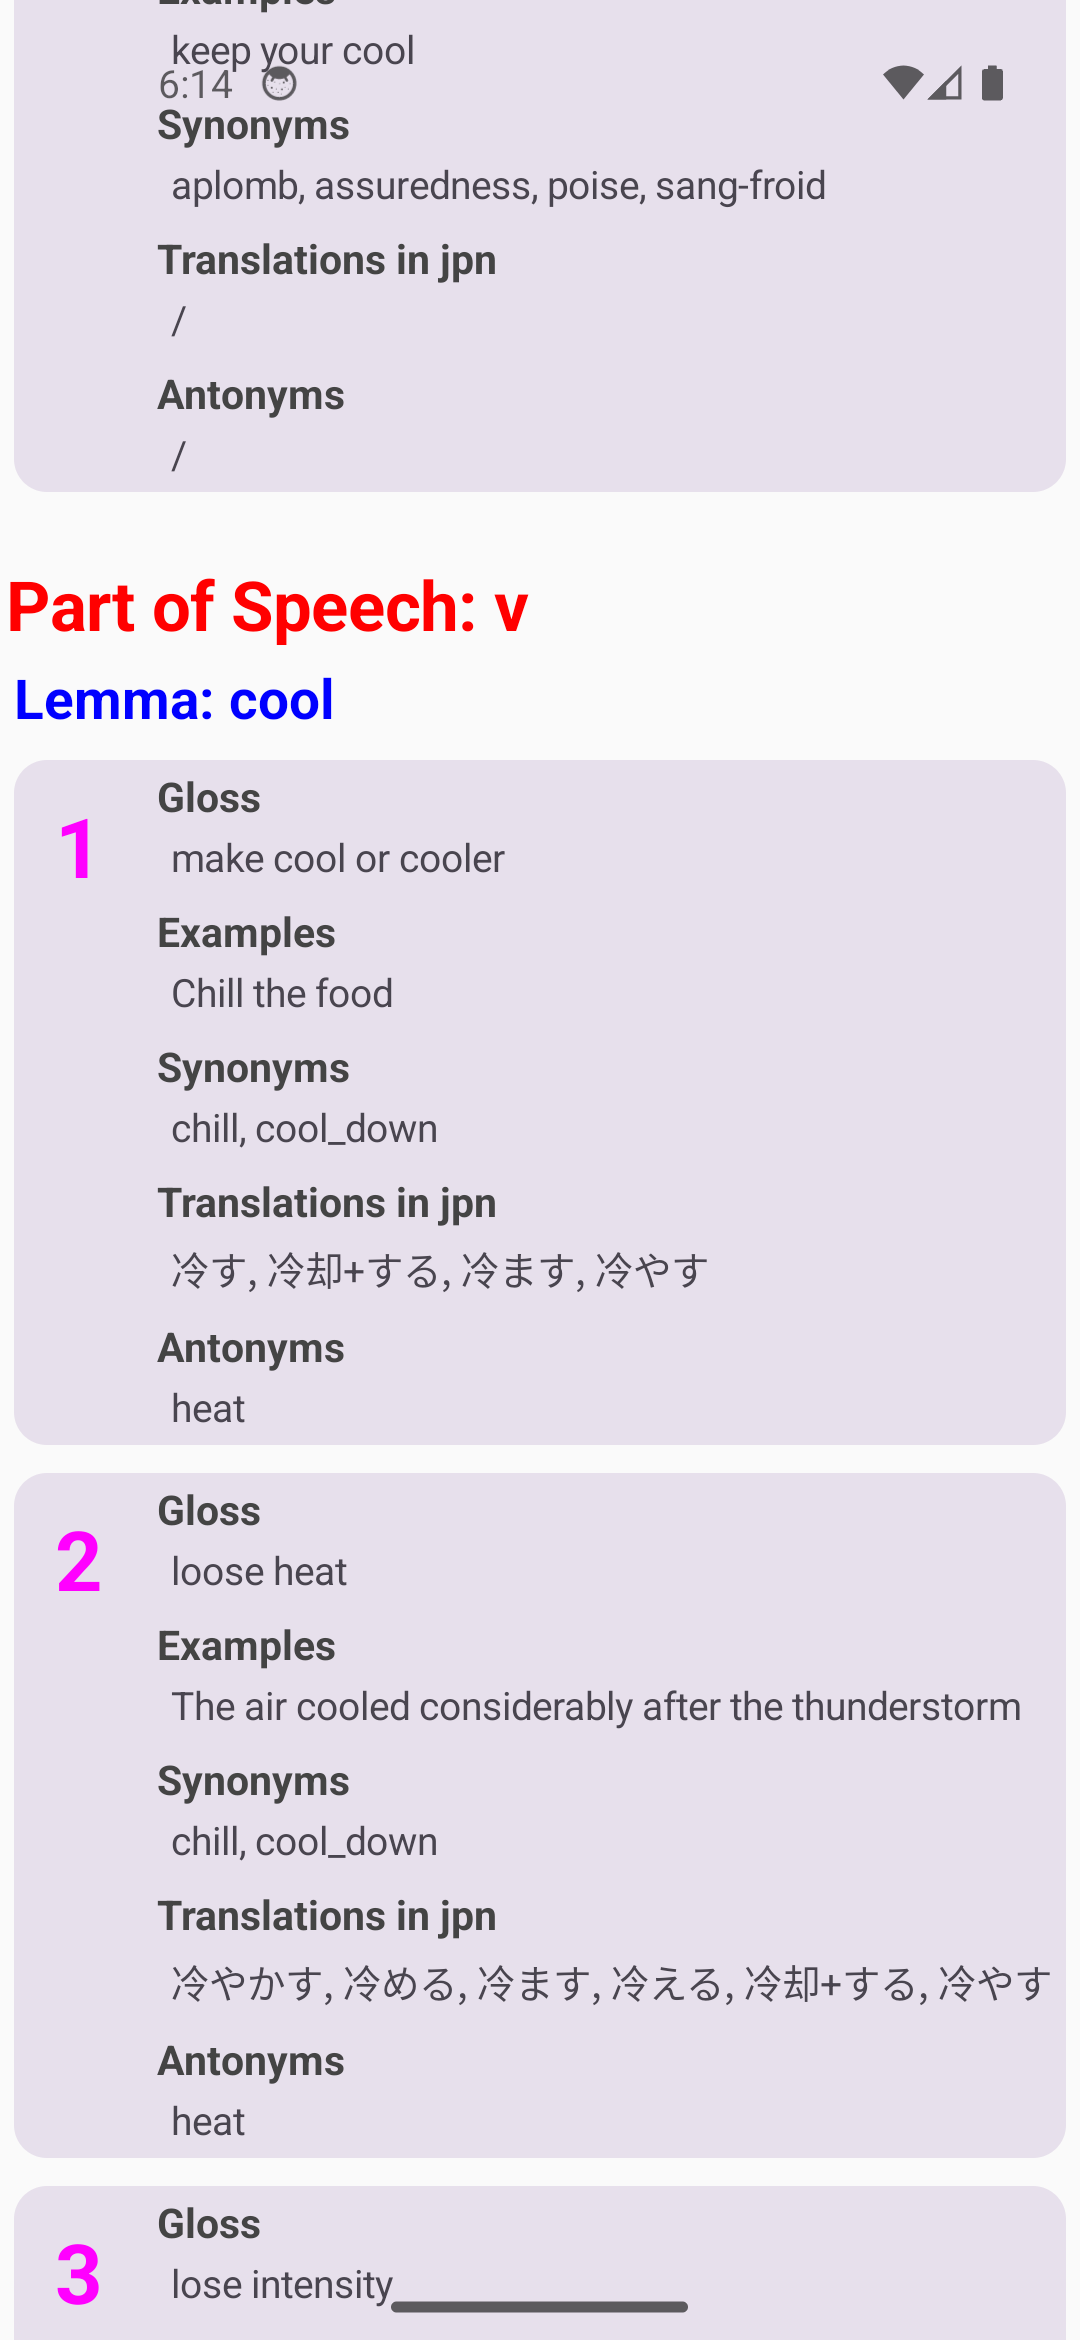 Examples
keep your cool
6:14
Synonyms
aplomb, assuredness, poise, sang-froid
Translations in jpn
/
Antonyms
/
Part of Speech: v
Lemma: cool
1
Gloss
make cool or cooler
Examples
Chill the food
Synonyms
chill, cool_down
Translations in jpn
冷す, 冷却+する, 冷ます, 冷やす
Antonyms
heat
2
Gloss
loose heat
Examples
The air cooled considerably after the thunderstorm
Synonyms
chill, cool_down
Translations in jpn
冷やかす, 冷める, 冷ます, 冷える, 冷却+する, 冷やす
Antonyms
heat
3
Gloss
lose intensity